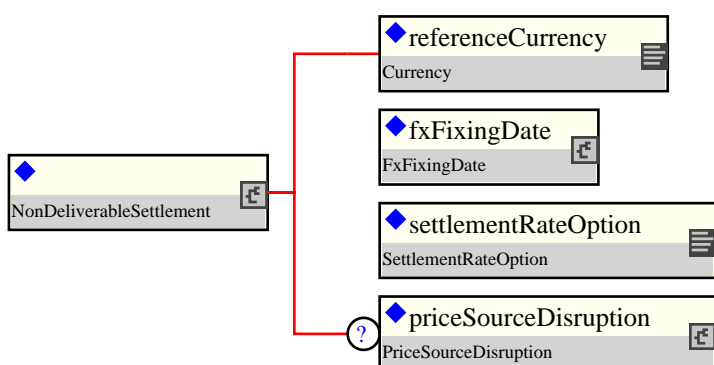 referenceCurrency
Currency
fxFixingDate
FxFixingDate
NonDeliverableSettlement
settlementRateOption
SettlementRateOption
?
priceSourceDisruption
PriceSourceDisruption